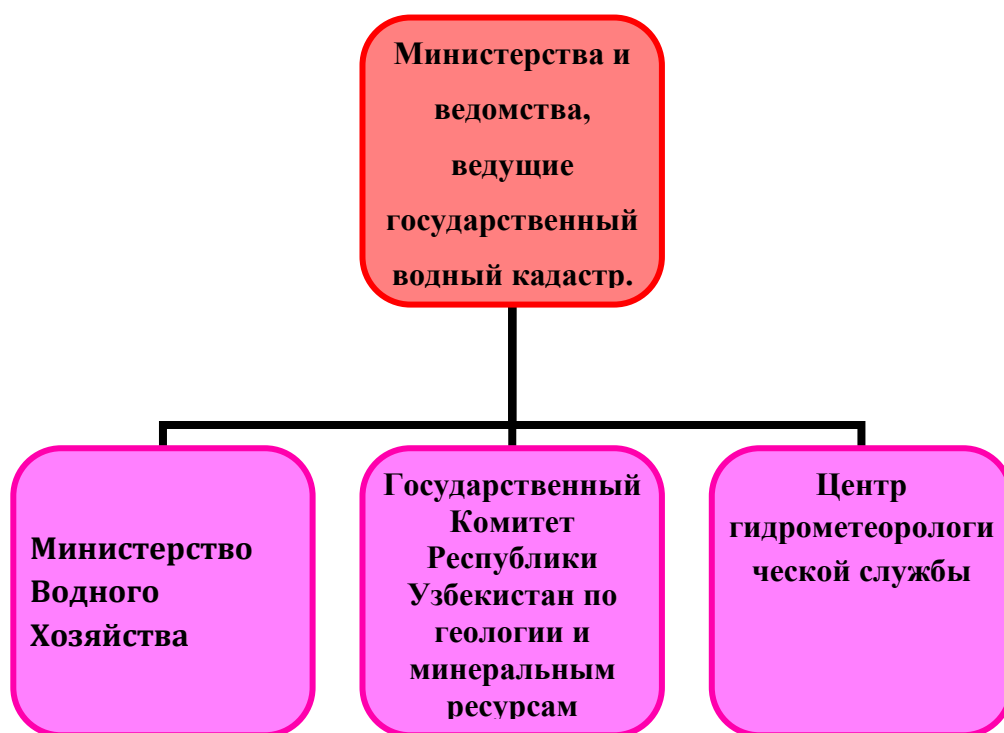 Министерства и
ведомства,
ведущие
государственный
водный кадастр.
Министерство
Водного
Хозяйства
Государственный
Комитет
Республики
Узбекистан по
геологии и
минеральным
ресурсам
Центр
гидрометеорологи
ческой службы